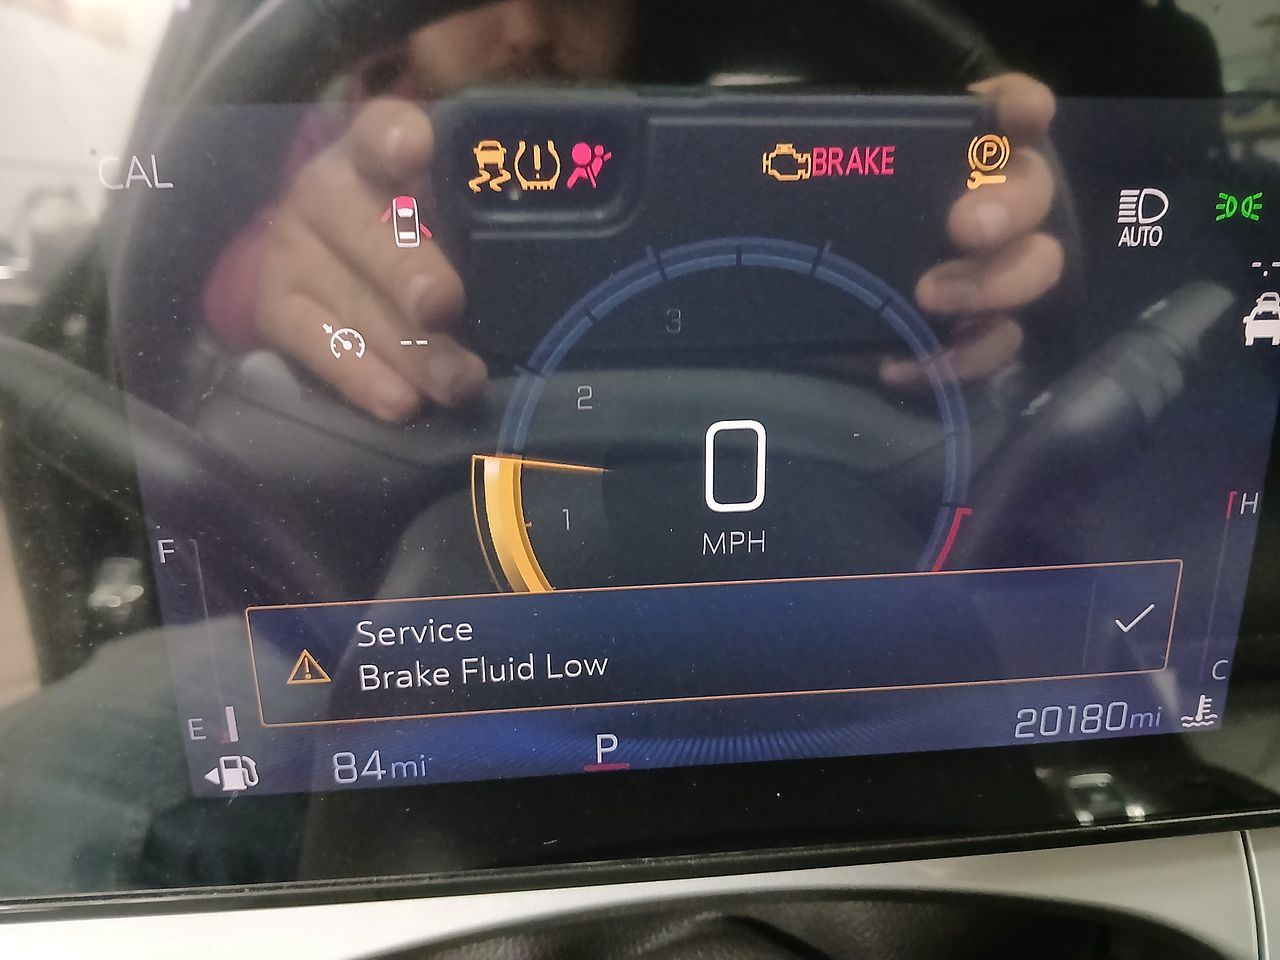 CAL
BRAKE
P
AUTO
3
2
1
0
MPH
F
H
Service
Brake Fluid Low
E
C
84mi
P
20180mi